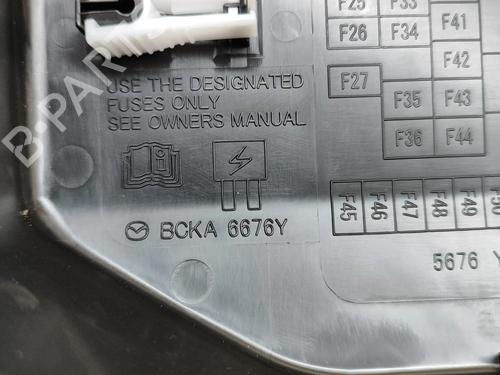 F25 F33
F26 F34 F41
F42
F27
F35 F43
F36 F44
USE THE DESIGNATED
FUSES ONLY
SEE OWNERS MANUAL
BCKA 6676Y
F45 F46 F47 F48 F49
5676 Y